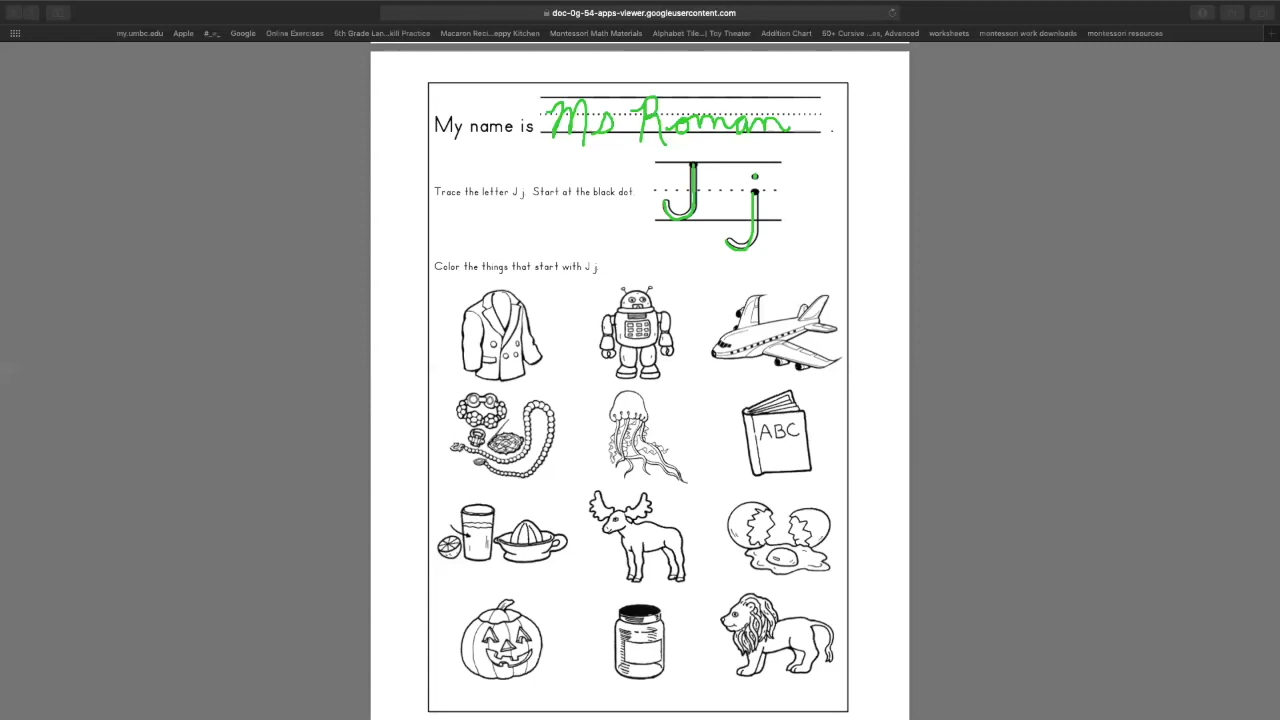 doc-0g-54-apps-viewer.googleusercontent.com
my.umbc.edu Apple Google Online Exercises 6th Grade Lan...kill Practice Macaron Reci...eppy Kitchen Montessori Math Materials Alphabet Tile...| Toy Theater Addition Chart 50+ Cursive ...es, Advanced worksheets montessori work downloads montessori resources
My name is Ms Roman .
Trace the letter J j. Start at the black dot.
J j
Color the things that start with J j.
ABC